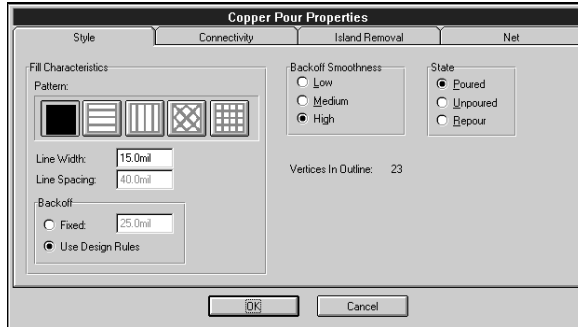 Copper Pour Properties
Style Connectivity Island Removal Net
Fill Characteristics
Pattern:
Line Width: 15.0mil
Line Spacing: 40.0mil
Backoff
Fixed: 25.0mil
Use Design Rules
Backoff Smoothness
Low
Medium
High
State
Poured
Unpoured
Repour
Vertices In Outline: 23
OK Cancel